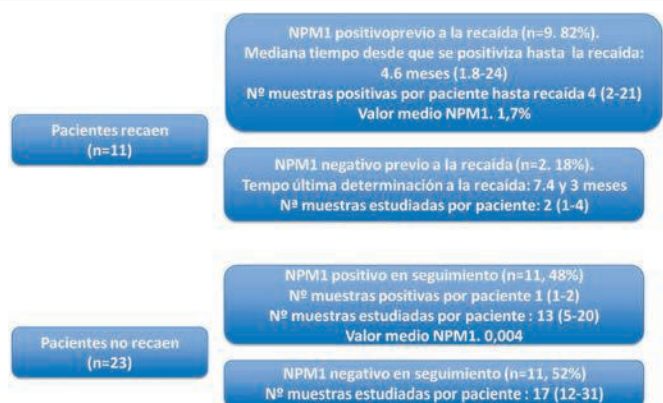 NPM1 positivoprevio a la recaída (n=9. 82%).
Mediana tiempo desde que se positiviza hasta la recaída:
4.6 meses (1.8-24)
Nº muestras positivas por paciente hasta recaída 4 (2-21)
Valor medio NPM1. 1,7%
Pacientes recaen
(n=11)
NPM1 negativo previo a la recaída (n=2. 18%).
Tempo última determinación a la recaída: 7.4 y 3 meses
Nª muestras estudiadas por paciente: 2 (1-4)
NPM1 positivo en seguimiento (n=11, 48%)
Nº muestras positivas por paciente 1 (1-2)
Nº muestras estudiadas por paciente : 13 (5-20)
Valor medio NPM1. 0,004
Pacientes no recaen
(n=23)
NPM1 negativo en seguimiento (n=11, 52%)
Nº muestras estudiadas por paciente : 17 (12-31)